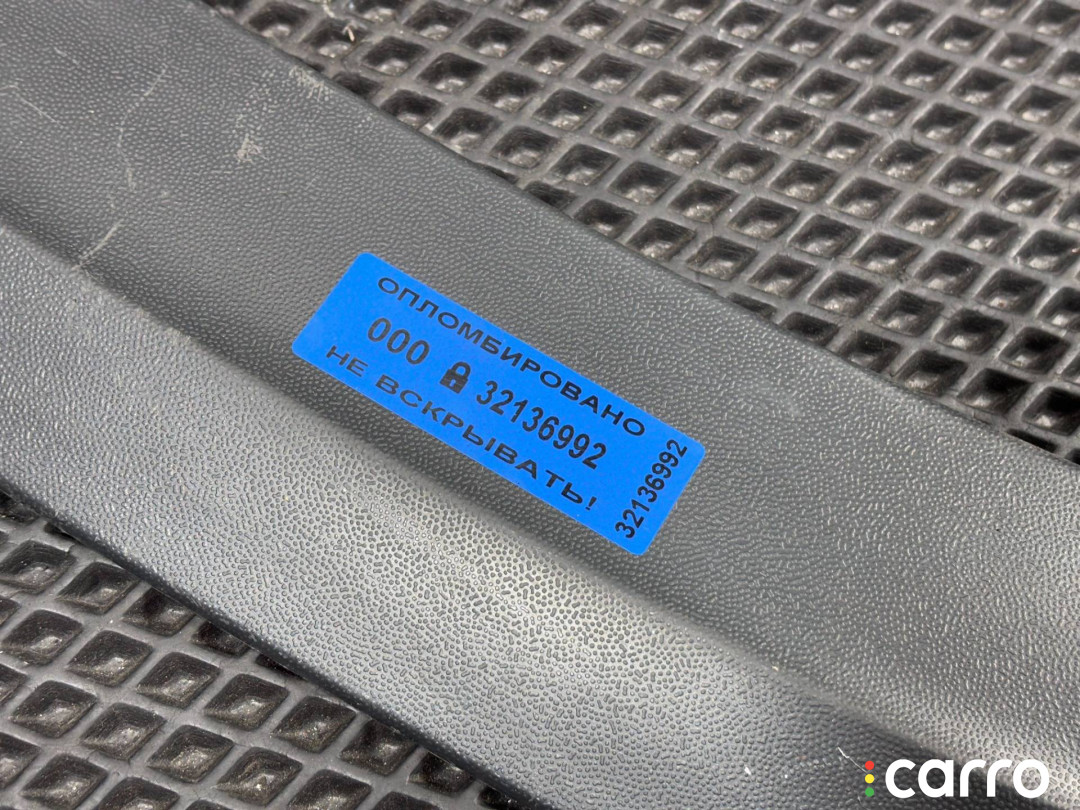 ОПЛОМБИРОВАНО
000 32136992
НЕ ВСКРЫВАТЬ!
32136992
carro